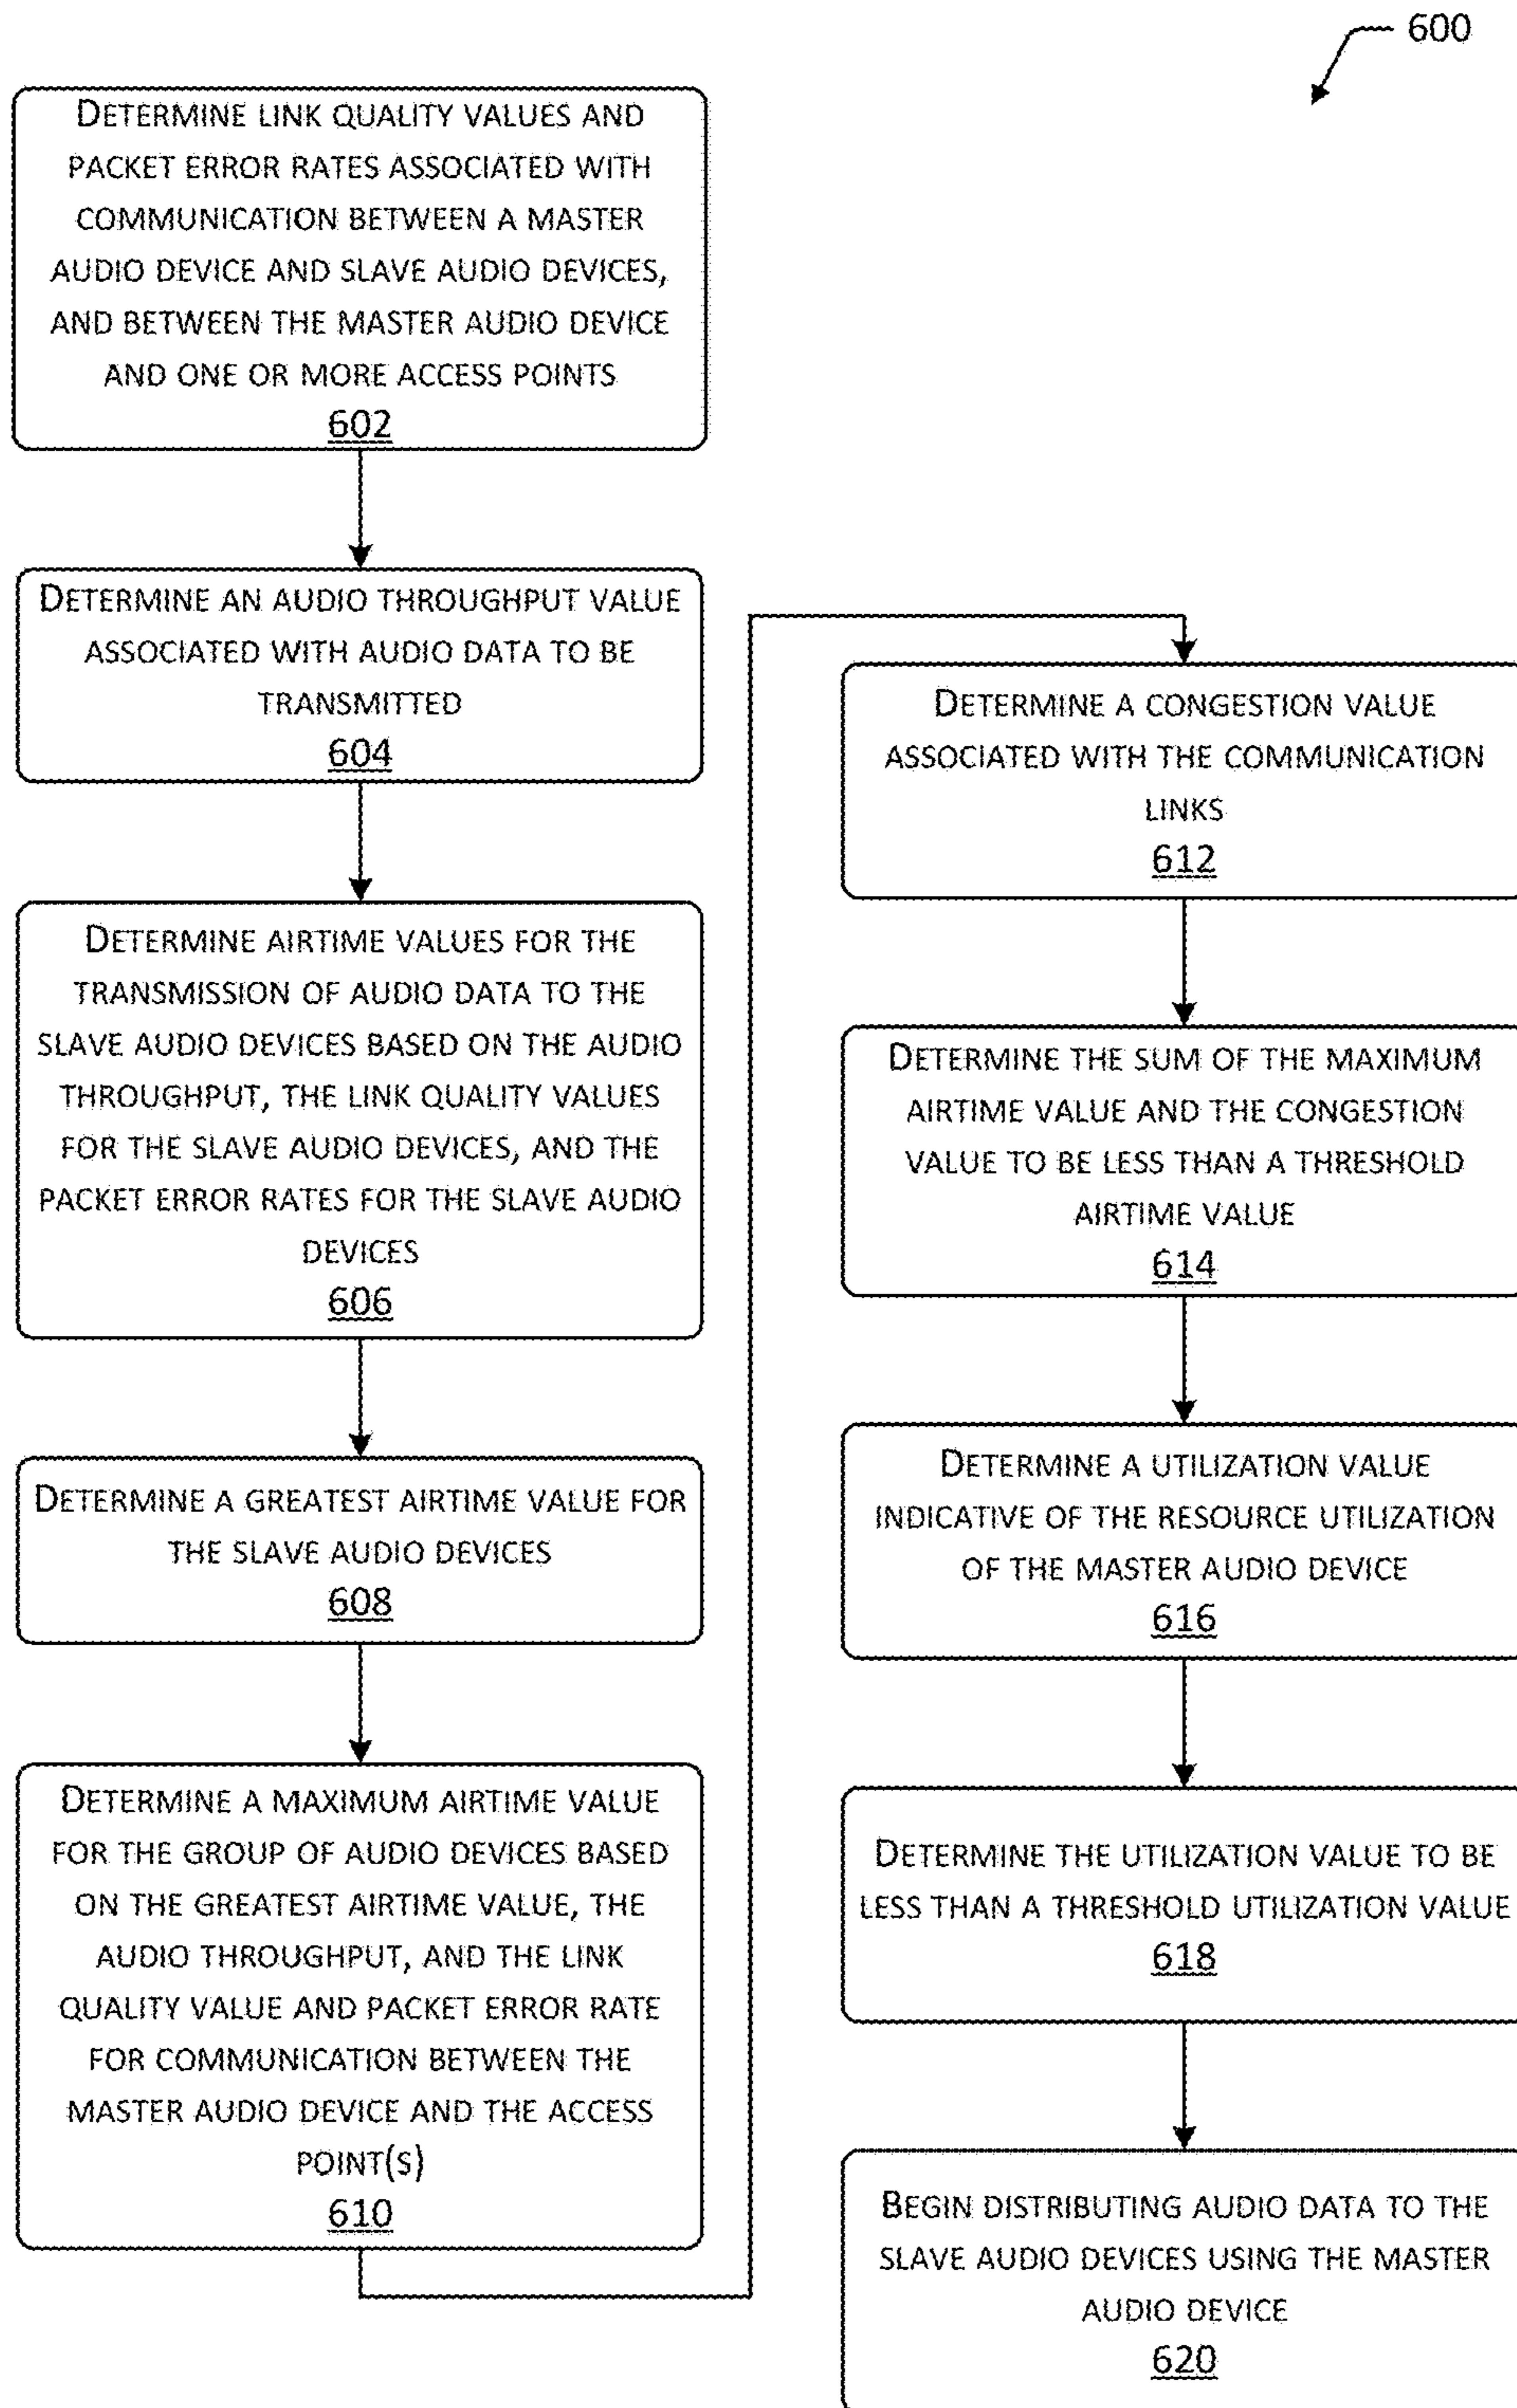 600
DETERMINE LINK QUALITY VALUES AND
PACKET ERROR RATES ASSOCIATED WITH
COMMUNICATION BETWEEN A MASTER
AUDIO DEVICE AND SLAVE AUDIO DEVICES,
AND BETWEEN THE MASTER AUDIO DEVICE
AND ONE OR MORE ACCESS POINTS
602
DETERMINE AN AUDIO THROUGHPUT VALUE
ASSOCIATED WITH AUDIO DATA TO BE
TRANSMITTED
604
DETERMINE AIRTIME VALUES FOR THE
TRANSMISSION OF AUDIO DATA TO THE
SLAVE AUDIO DEVICES BASED ON THE AUDIO
THROUGHPUT, THE LINK QUALITY VALUES
FOR THE SLAVE AUDIO DEVICES, AND THE
PACKET ERROR RATES FOR THE SLAVE AUDIO
DEVICES
606
DETERMINE A GREATEST AIRTIME VALUE FOR
THE SLAVE AUDIO DEVICES
608
DETERMINE A MAXIMUM AIRTIME VALUE
FOR THE GROUP OF AUDIO DEVICES BASED
ON THE GREATEST AIRTIME VALUE, THE
AUDIO THROUGHPUT, AND THE LINK
QUALITY VALUE AND PACKET ERROR RATE
FOR COMMUNICATION BETWEEN THE
MASTER AUDIO DEVICE AND THE ACCESS
POINT(S)
610
DETERMINE A CONGESTION VALUE
ASSOCIATED WITH THE COMMUNICATION
LINKS
612
DETERMINE THE SUM OF THE MAXIMUM
AIRTIME VALUE AND THE CONGESTION
VALUE TO BE LESS THAN A THRESHOLD
AIRTIME VALUE
614
DETERMINE A UTILIZATION VALUE
INDICATIVE OF THE RESOURCE UTILIZATION
OF THE MASTER AUDIO DEVICE
616
DETERMINE THE UTILIZATION VALUE TO BE
LESS THAN A THRESHOLD UTILIZATION VALUE
618
BEGIN DISTRIBUTING AUDIO DATA TO THE
SLAVE AUDIO DEVICES USING THE MASTER
AUDIO DEVICE
620